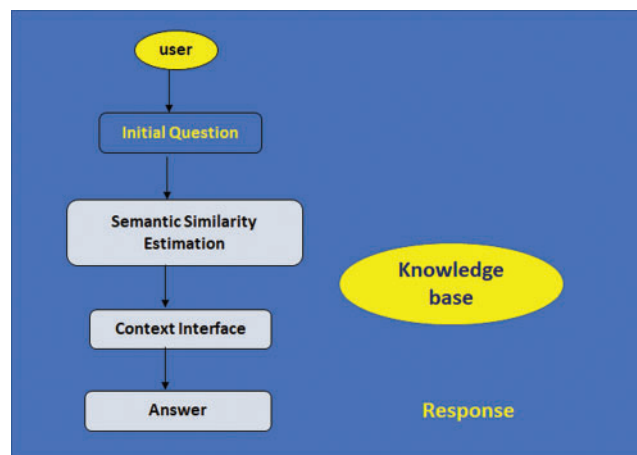 user
Initial Question
Semantic Similarity
Estimation
Knowledge
base
Context Interface
Answer
Response